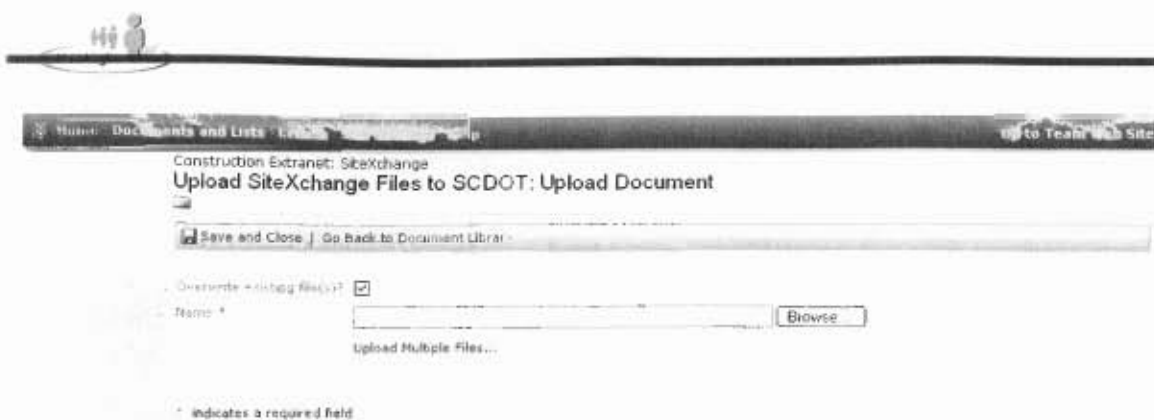 Home Documents and Lists
Up to Team Web Site
Construction Extranet: SiteXchange
Upload SiteXchange Files to SCDOT: Upload Document
Save and Close | Go Back to Document Librar
Overwrite existing file(s)?
Name *
Browse
Upload Multiple Files...
* indicates a required field